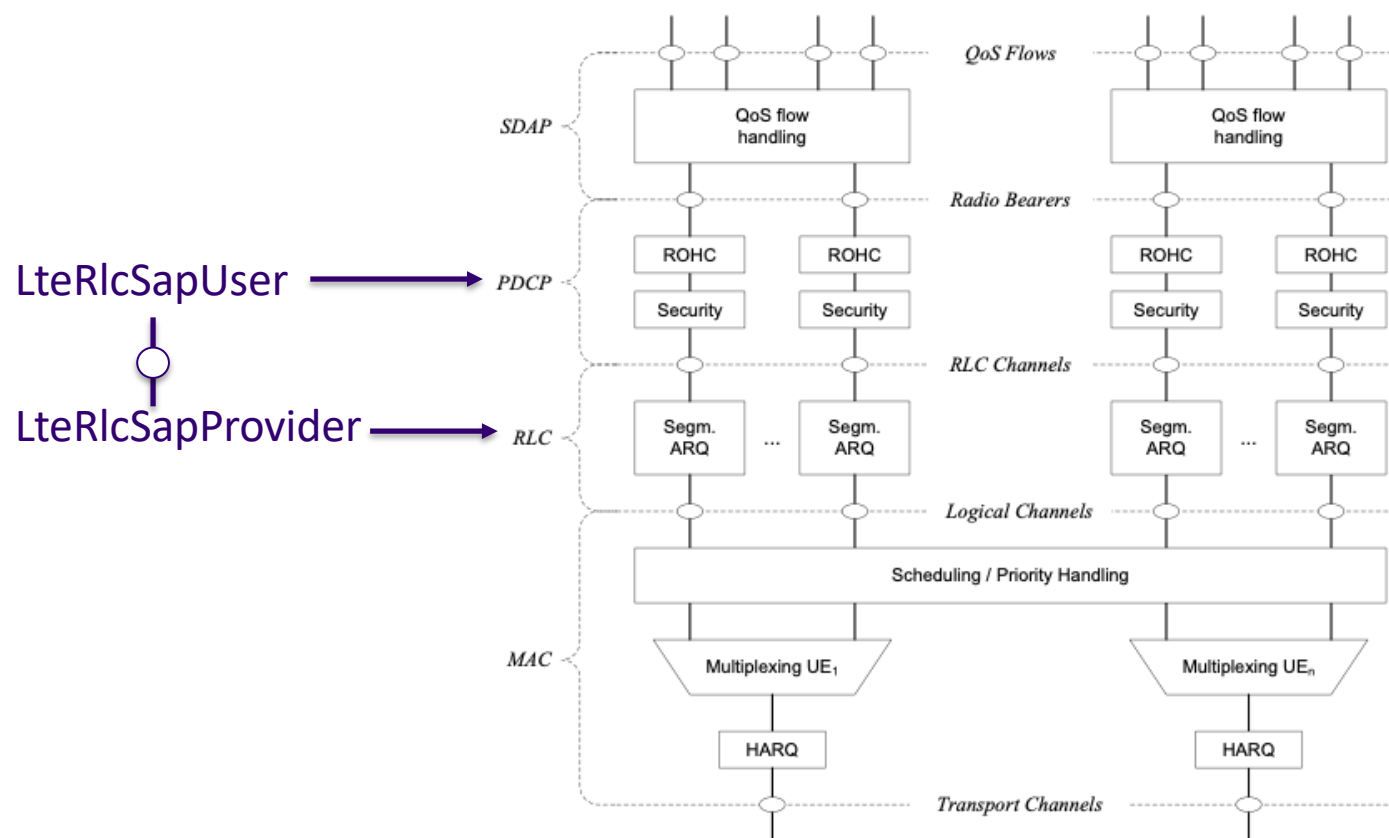 QoS Flows
QoS flow
handling
QoS flow
handling
SDAP
Radio Bearers
ROHC
ROHC
ROHC
ROHC
LteRlcSapUser
PDCP
Security
Security
Security
Security
RLC Channels
LteRlcSapProvider
RLC
Segm.
ARQ
...
Segm.
ARQ
Segm.
ARQ
...
Segm.
ARQ
Logical Channels
Scheduling / Priority Handling
MAC
Multiplexing UE1
Multiplexing UEn
HARQ
HARQ
Transport Channels